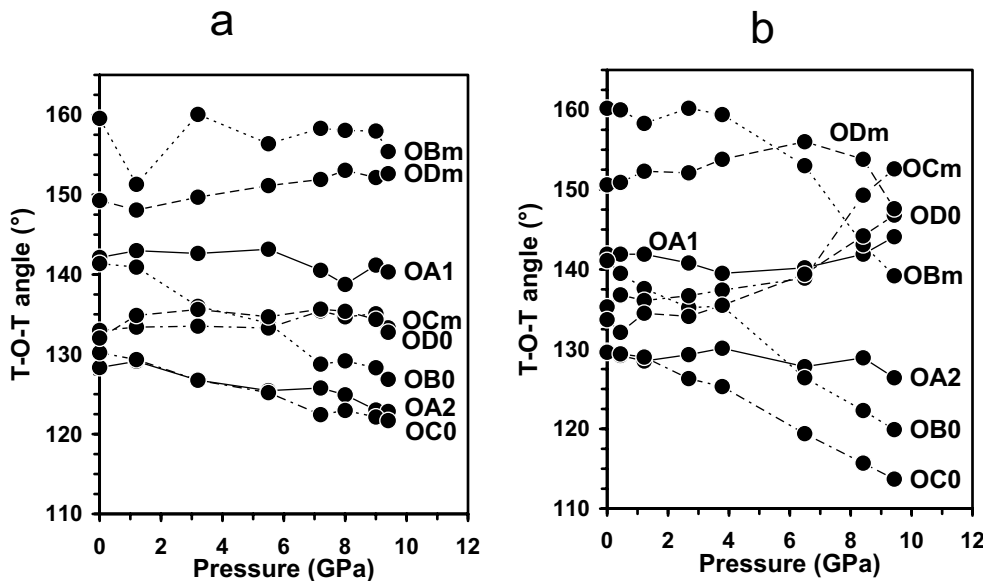 a
T-O-T angle (°)
160
150
140
130
120
110
0
2
4
6
8
10
12
Pressure (GPa)
OBm
ODm
OA1
OCm
OD0
OB0
OA2
OC0
b
T-O-T angle (°)
160
150
140
130
120
110
0
2
4
6
8
10
12
Pressure (GPa)
ODm
OCm
OA1
OD0
OBm
OA2
OB0
OC0